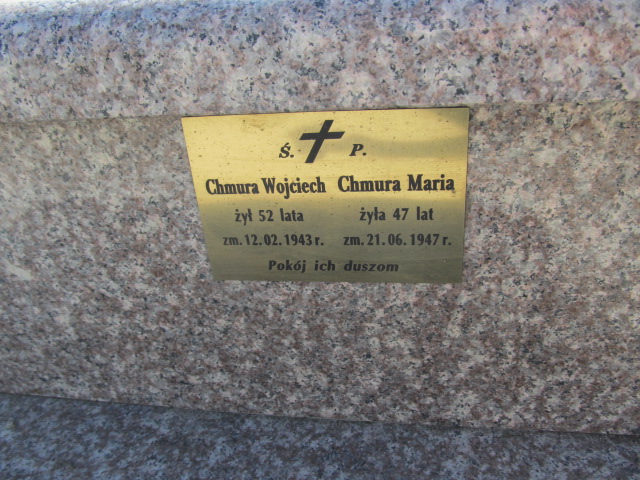 Ś. P.
Chmura Wojciech Chmura Maria
żył 52 lata żyła 47 lat
zm. 12.02.1943 r. zm. 21.06.1947 r.
Pokój ich duszom